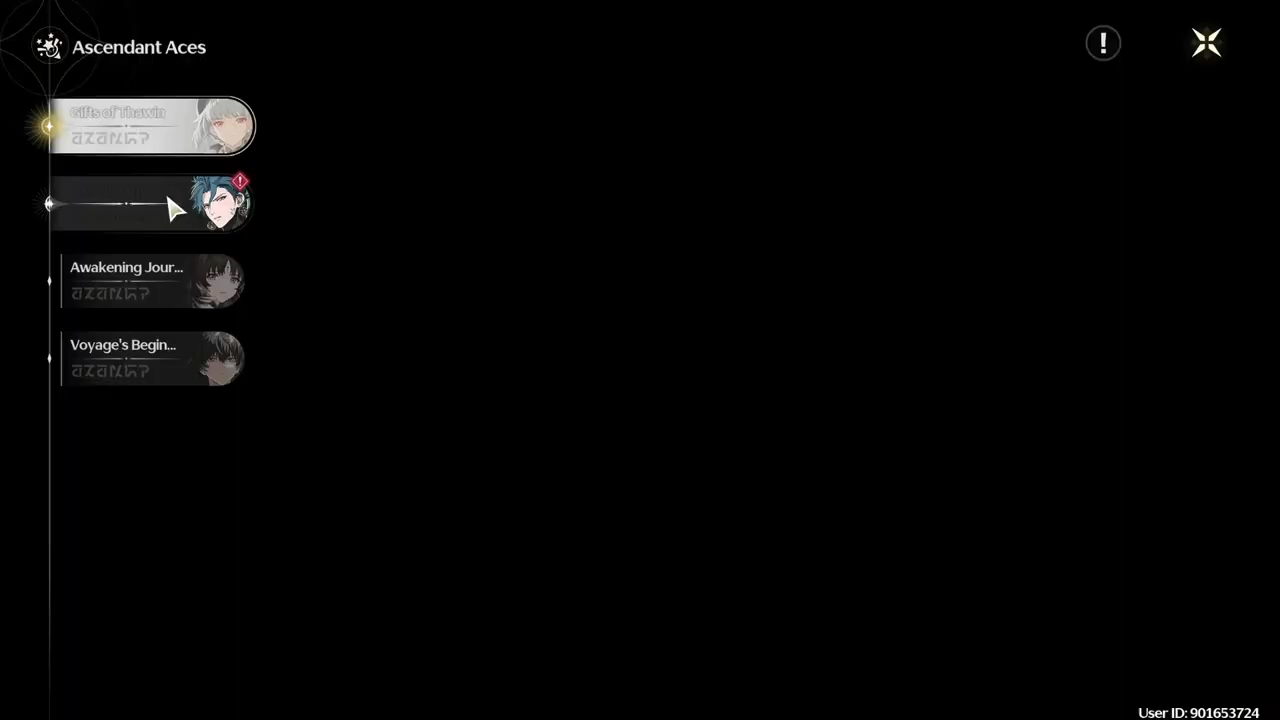 Ascendant Aces
!
Gifts of Thawin
!
Awakening Jour...
Voyage's Begin...
User ID: 901653724